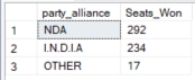 party_alliance Seats_Won
1 NDA 292
2 I.N.D.I.A 234
3 OTHER 17